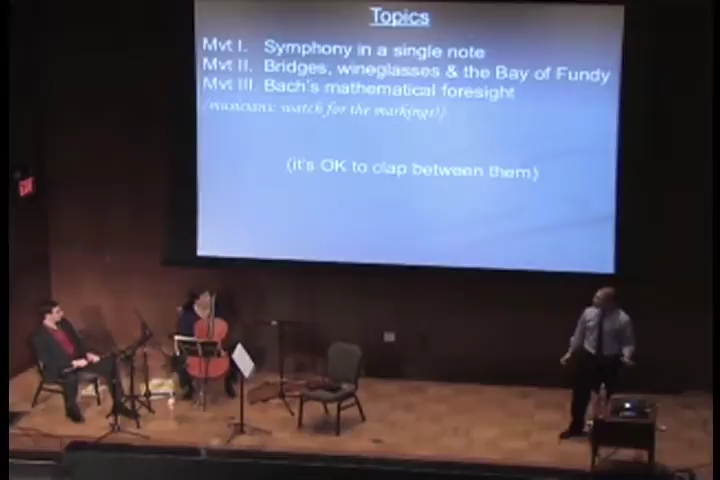 Topics
Mvt I. Symphony in a single note
Mvt II. Bridges, wineglasses & the Bay of Fundy
Mvt III. Bach's mathematical foresight
(musicians: watch for the markings!)
(it's OK to clap between them)
EXIT